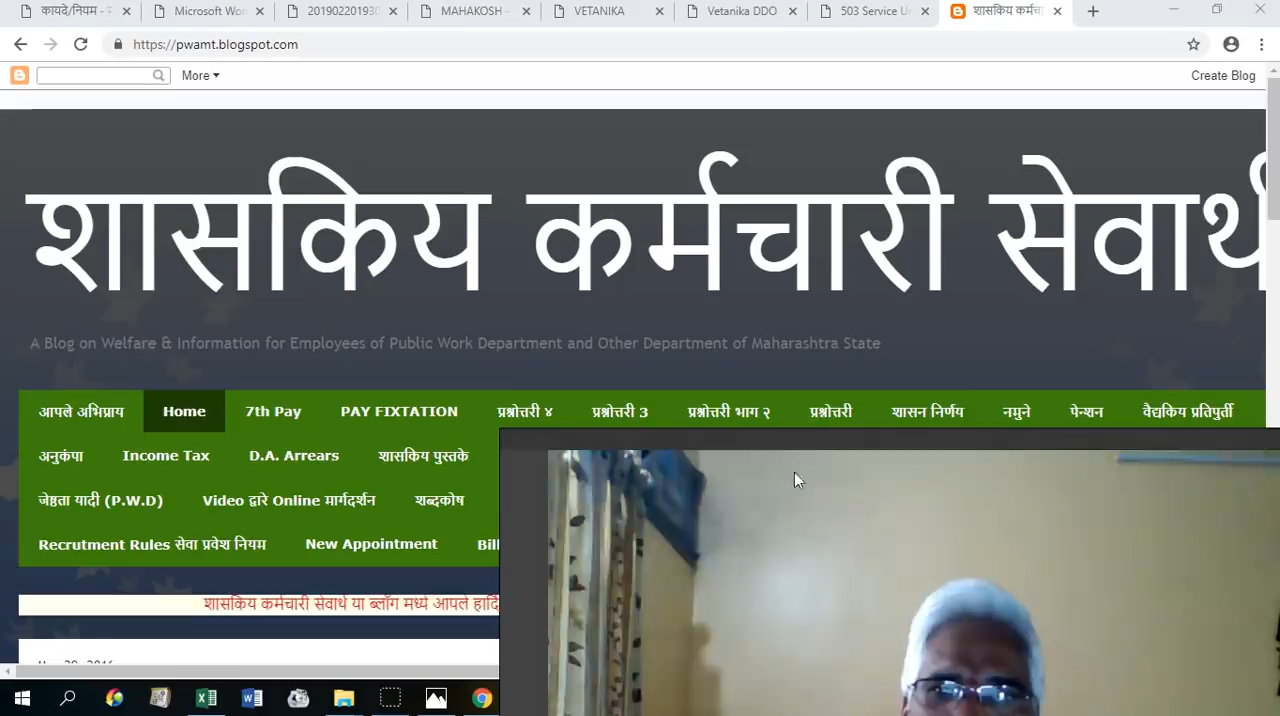 कायदे/नियम - 
Microsoft Wor
2019022019
MAHAKOSH -
VETANIKA
Vetanika DDO
503 Service U
शासकिय कर्मचा
https://pwamt.blogspot.com
More
Create Blog
शासकिय कर्मचारी सेवार्थ
A Blog on Welfare & Information for Employees of Public Work Department and Other Department of Maharashtra State
आपले अभिप्राय Home 7th Pay PAY FIXTATION प्रश्नोत्तरी ४ प्रश्नोत्तरी 3 प्रश्नोत्तरी भाग २ प्रश्नोत्तरी शासन निर्णय नमुने पेन्शन वैद्यकिय प्रतिपुर्ती
अनुकंपा Income Tax D.A. Arrears शासकिय पुस्तके
जेष्ठता यादी (P.W.D) Video द्वारे Online मार्गदर्शन शब्दकोष
Recrutment Rules सेवा प्रवेश नियम New Appointment Bil
शासकिय कर्मचारी सेवार्थ या ब्लॉग मध्ये आपले हार्दि